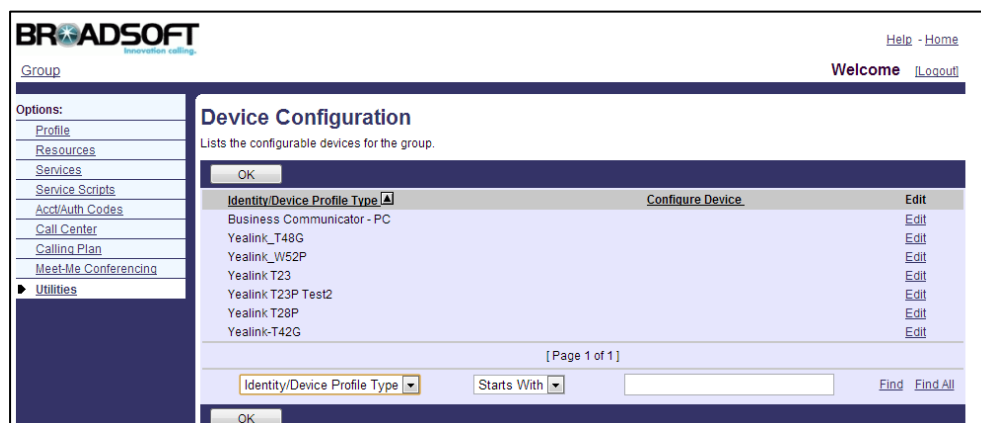 BROADSOFT
Innovation calling.
Help - Home
Group
Welcome [Logout]
Options:
Profile
Resources
Services
Service Scripts
Acct/Auth Codes
Call Center
Calling Plan
Meet-Me Conferencing
Utilities
Device Configuration
Lists the configurable devices for the group.
OK
Identity/Device Profile Type Configure Device Edit
Business Communicator - PC Edit
Yealink_T48G Edit
Yealink_W52P Edit
Yealink T23 Edit
Yealink T23P Test2 Edit
Yealink T28P Edit
Yealink-T42G Edit
[ Page 1 of 1 ]
Identity/Device Profile Type Starts With Find Find All
OK